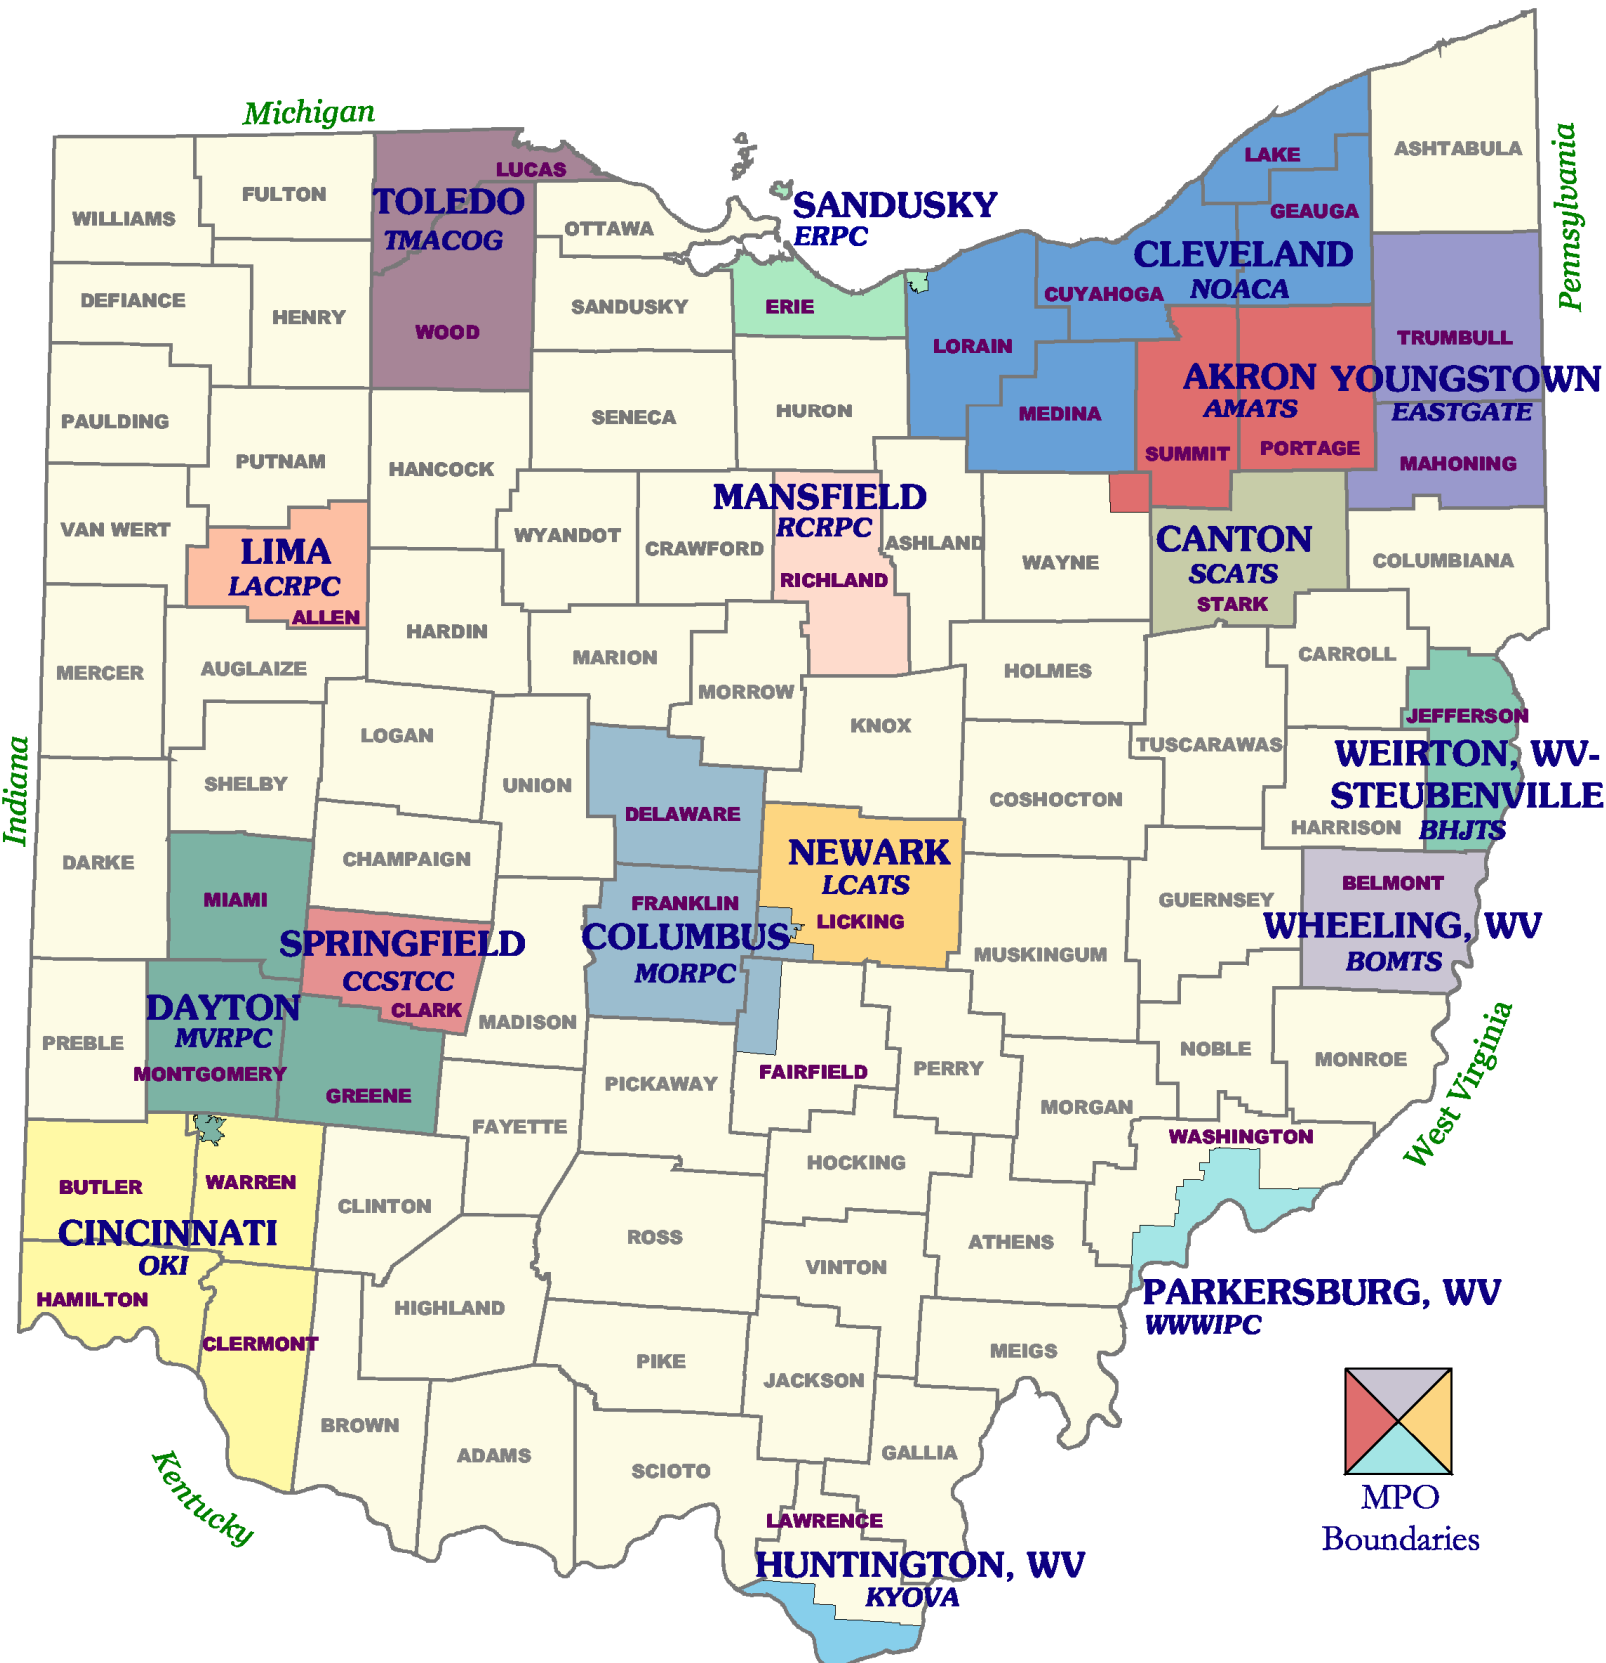 Michigan
Pennsylvania
Indiana
Kentucky
West Virginia
WILLIAMS
FULTON
LUCAS
TOLEDO
TMACOG
WOOD
OTTAWA
SANDUSKY
ERPC
ERIE
SANDUSKY
LAKE
GEAUGA
ASHTABULA
CLEVELAND
NOACA
CUYAHOGA
LORAIN
MEDINA
DEFIANCE
HENRY
TRUMBULL
AKRON
AMATS
SUMMIT
PORTAGE
YOUNGSTOWN
EASTGATE
MAHONING
PAULDING
PUTNAM
HANCOCK
SENECA
HURON
VAN WERT
LIMA
LACRPC
ALLEN
WYANDOT
CRAWFORD
MANSFIELD
RCRPC
RICHLAND
ASHLAND
WAYNE
CANTON
SCATS
STARK
COLUMBIANA
MERCER
AUGLAIZE
HARDIN
MARION
MORROW
KNOX
HOLMES
CARROLL
JEFFERSON
WEIRTON, WV-
STEUBENVILLE
BHJTS
TUSCARAWAS
HARRISON
COSHOCTON
LOGAN
UNION
SHELBY
DARKE
CHAMPAIGN
DELAWARE
NEWARK
LCATS
LICKING
MIAMI
FRANKLIN
COLUMBUS
MORPC
SPRINGFIELD
CCSTCC
CLARK
MADISON
MUSKINGUM
GUERNSEY
BELMONT
WHEELING, WV
BOMTS
PREBLE
DAYTON
MVRPC
MONTGOMERY
GREENE
FAYETTE
PICKAWAY
FAIRFIELD
PERRY
MORGAN
NOBLE
MONROE
WASHINGTON
BUTLER
WARREN
CINCINNATI
OKI
HAMILTON
CLERMONT
CLINTON
HIGHLAND
ROSS
HOCKING
VINTON
ATHENS
PARKERSBURG, WV
WWWIPC
MEIGS
PIKE
JACKSON
BROWN
ADAMS
SCIOTO
GALLIA
LAWRENCE
HUNTINGTON, WV
KYOVA
MPO
Boundaries